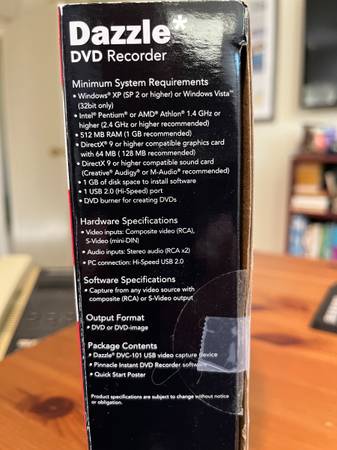 Dazzle*
DVD Recorder
Minimum System Requirements
• Windows® XP (SP 2 or higher) or Windows Vista™
(32bit only)
• Intel® Pentium® or AMD® Athlon® 1.4 GHz or
higher (2.4 GHz or higher recommended)
• 512 MB RAM (1 GB recommended)
• DirectX® 9 or higher compatible graphics card
with 64 MB ( 128 MB recommended)
• DirectX 9 or higher compatible sound card
(Creative® Audigy® or M-Audio® recommended)
• 1 GB of disk space to install software
• 1 USB 2.0 (Hi-Speed) port
• DVD burner for creating DVDs
Hardware Specifications
• Video inputs: Composite video (RCA),
S-Video (mini-DIN)
• Audio inputs: Stereo audio (RCA x2)
• PC connection: Hi-Speed USB 2.0
Software Specifications
• Capture from any video source with
composite (RCA) or S-Video output
Output Format
• DVD or DVD-image
Package Contents
• Dazzle® DVC-101 USB video capture device
• Pinnacle Instant DVD Recorder software
• Quick Start Poster
Product specifications are subject to change without notice
or obligation.